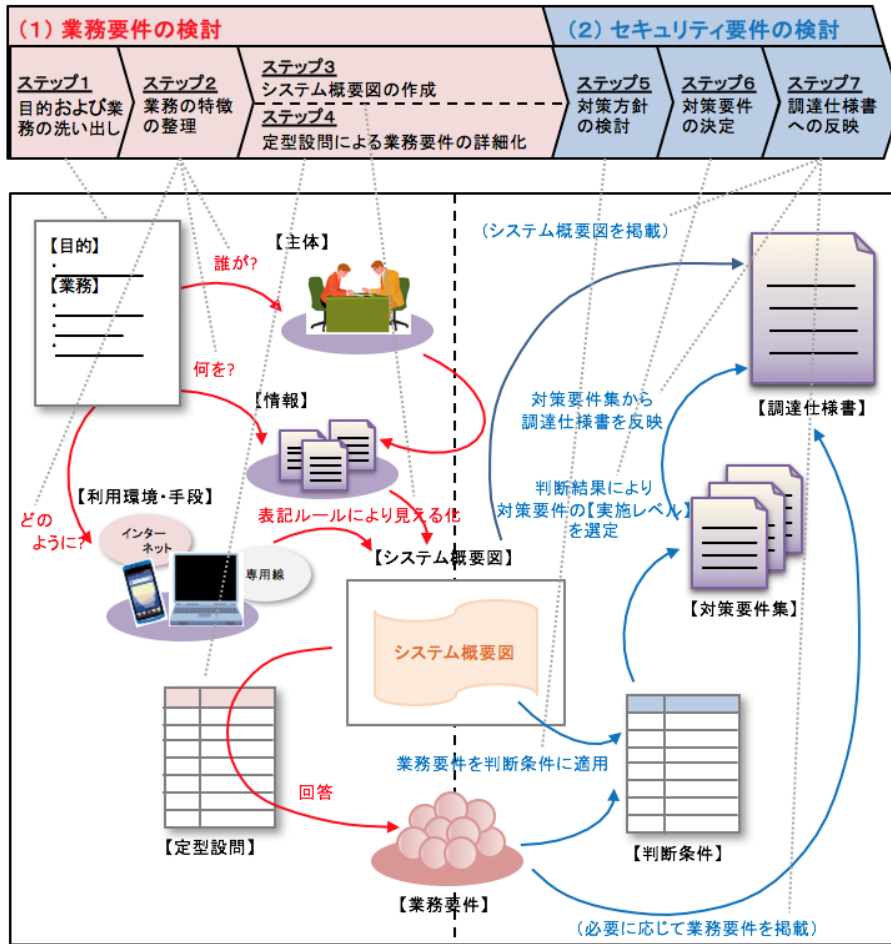 (1)業務要件の検討
(2)セキュリティ要件の検討
ステップ1
目的および業
務の洗い出し
ステップ2
業務の特徴
の整理
ステップ3
システム概要図の作成
ステップ4
定型設問による業務要件の詳細化
ステップ5
対策方針
の検討
ステップ6
対策要件
の決定
ステップ7
調達仕様書
への反映
【目的】
・
【業務】
・
・
・
誰が?
【主体】
(システム概要図を掲載)
何を?
【情報】
対策要件集から
調達仕様書を反映
【調達仕様書】
【利用環境・手段】
どの
ように?
インター
ネット
専用線
表記ルールにより見える化
判断結果により
対策要件の【実施レベル】
を選定
【システム概要図】
システム概要図
【対策要件集】
業務要件を判断条件に適用
回答
【定型設問】
【判断条件】
【業務要件】
(必要に応じて業務要件を掲載)